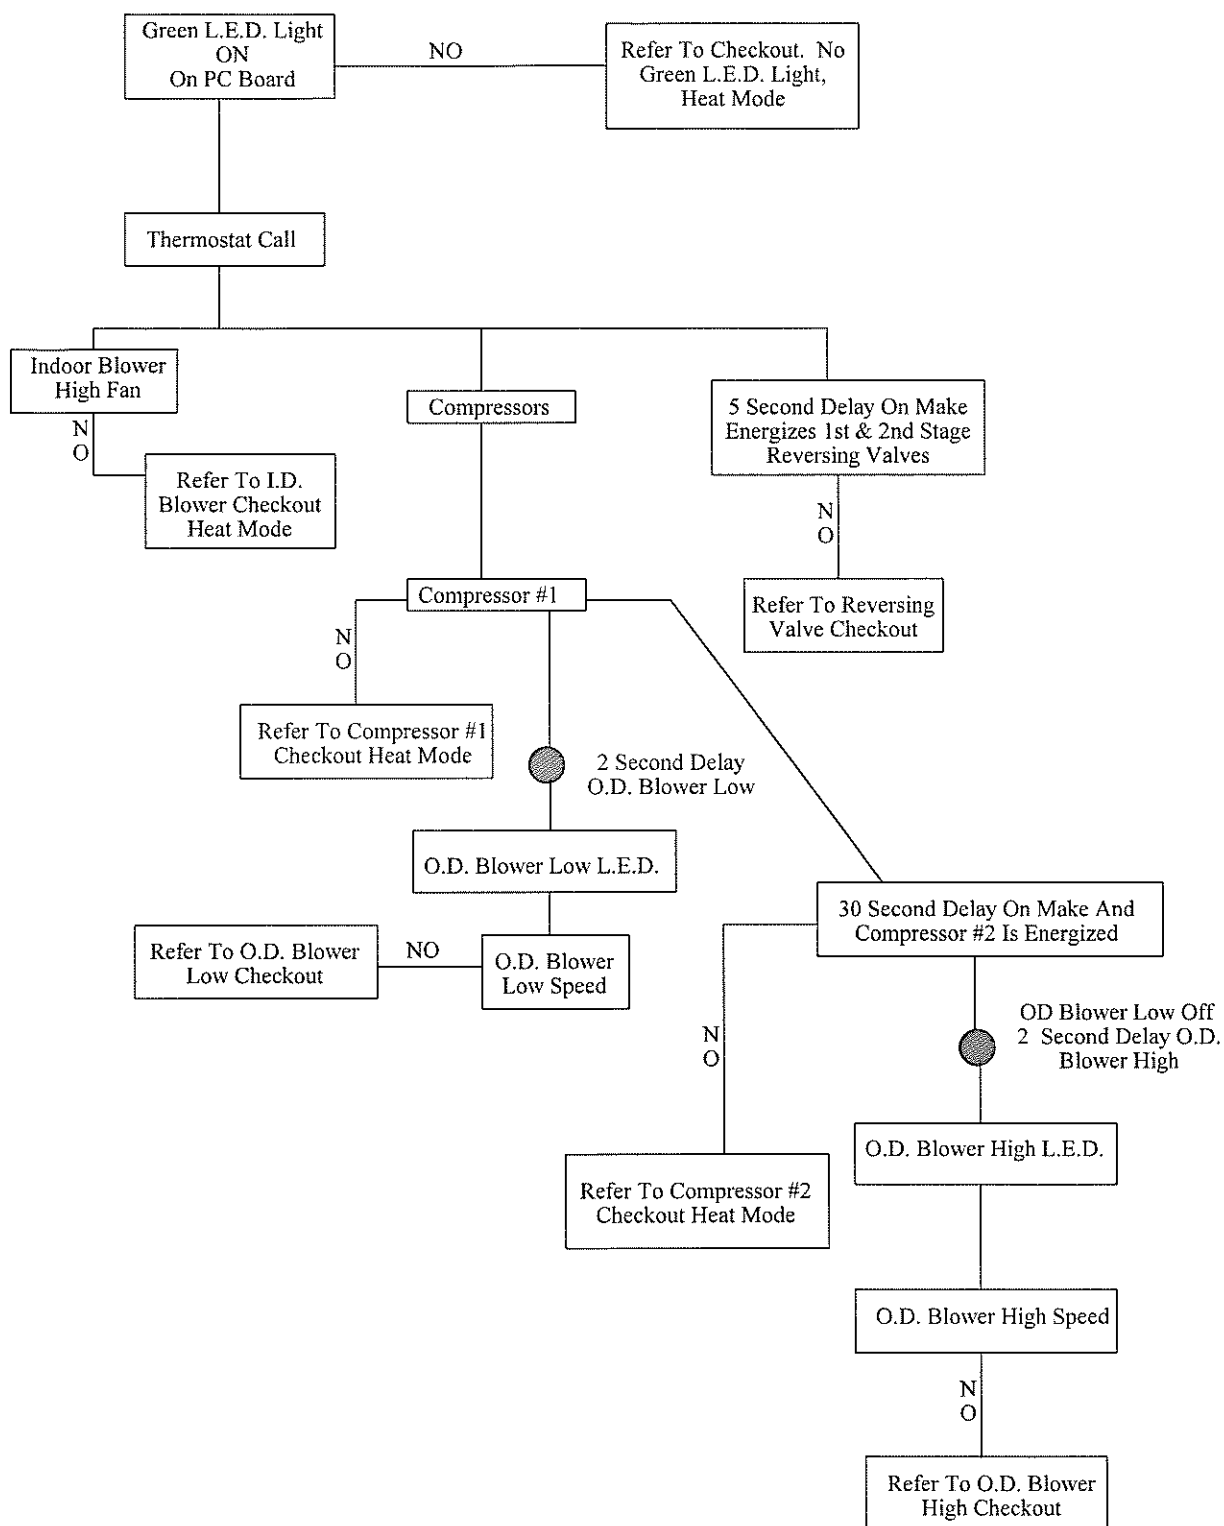 Green L.E.D. Light
ON
On PC Board
NO
Refer To Checkout. No
Green L.E.D. Light,
Heat Mode
Thermostat Call
Indoor Blower
High Fan
N
O
Refer To I.D.
Blower Checkout
Heat Mode
Compressors
5 Second Delay On Make
Energizes 1st & 2nd Stage
Reversing Valves
N
O
Refer To Reversing
Valve Checkout
Compressor #1
N
O
Refer To Compressor #1
Checkout Heat Mode
2 Second Delay
O.D. Blower Low
O.D. Blower Low L.E.D.
O.D. Blower
Low Speed
NO
Refer To O.D. Blower
Low Checkout
30 Second Delay On Make And
Compressor #2 Is Energized
N
O
Refer To Compressor #2
Checkout Heat Mode
OD Blower Low Off
2 Second Delay O.D.
Blower High
O.D. Blower High L.E.D.
O.D. Blower High Speed
N
O
Refer To O.D. Blower
High Checkout